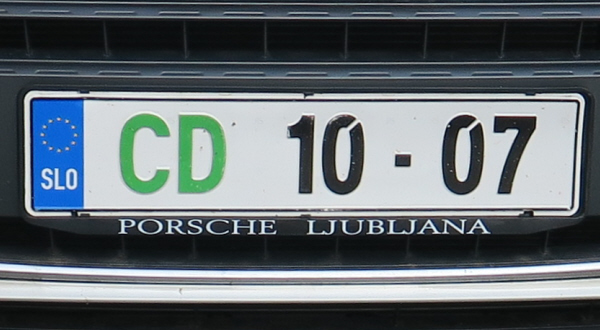 SLO CD 10 - 07
PORSCHE LJUBLJANA